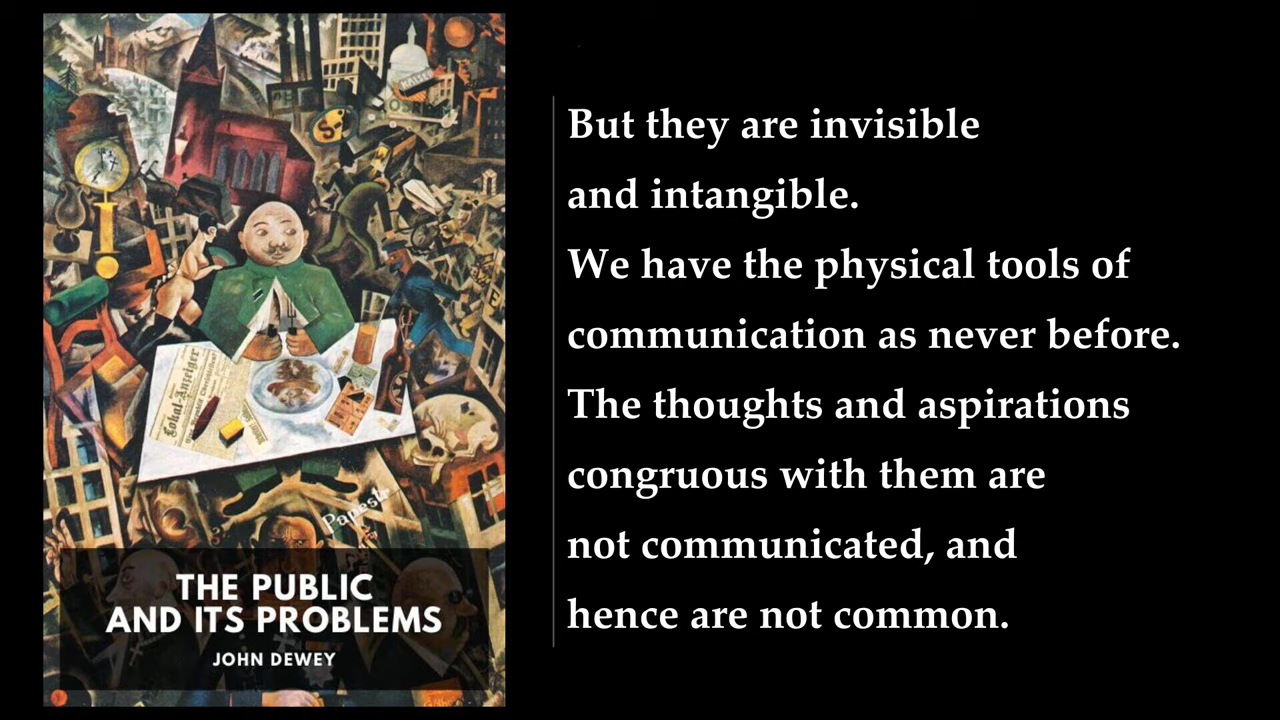 But they are invisible
and intangible.
We have the physical tools of
communication as never before.
The thoughts and aspirations
congruous with them are
not communicated, and
hence are not common.
Lokal-Anzeiger
THE PUBLIC
AND ITS PROBLEMS
JOHN DEWEY